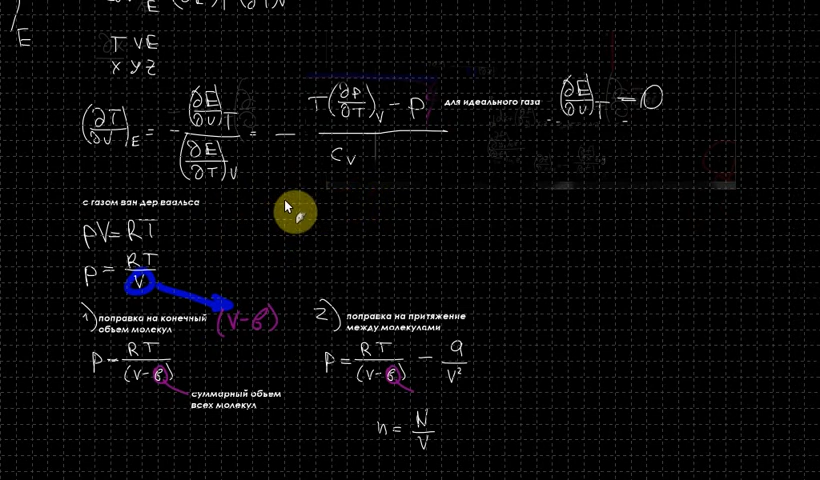 E
T V E
X Y Z
(∂T/∂V)_E = - (∂E/∂V)_T / (∂E/∂T)_V = - (T(∂P/∂T)_V - P) / C_V для идеального газа (∂E/∂V)_T = 0
с газом ван дер ваальса
PV = RT
P = RT/V
1) поправка на конечный
объем молекул
(V-в)
P = RT/(V-в)
суммарный объем
всех молекул
2) поправка на притяжение
между молекулами
P = RT/(V-в) - a/V²
n = N/V